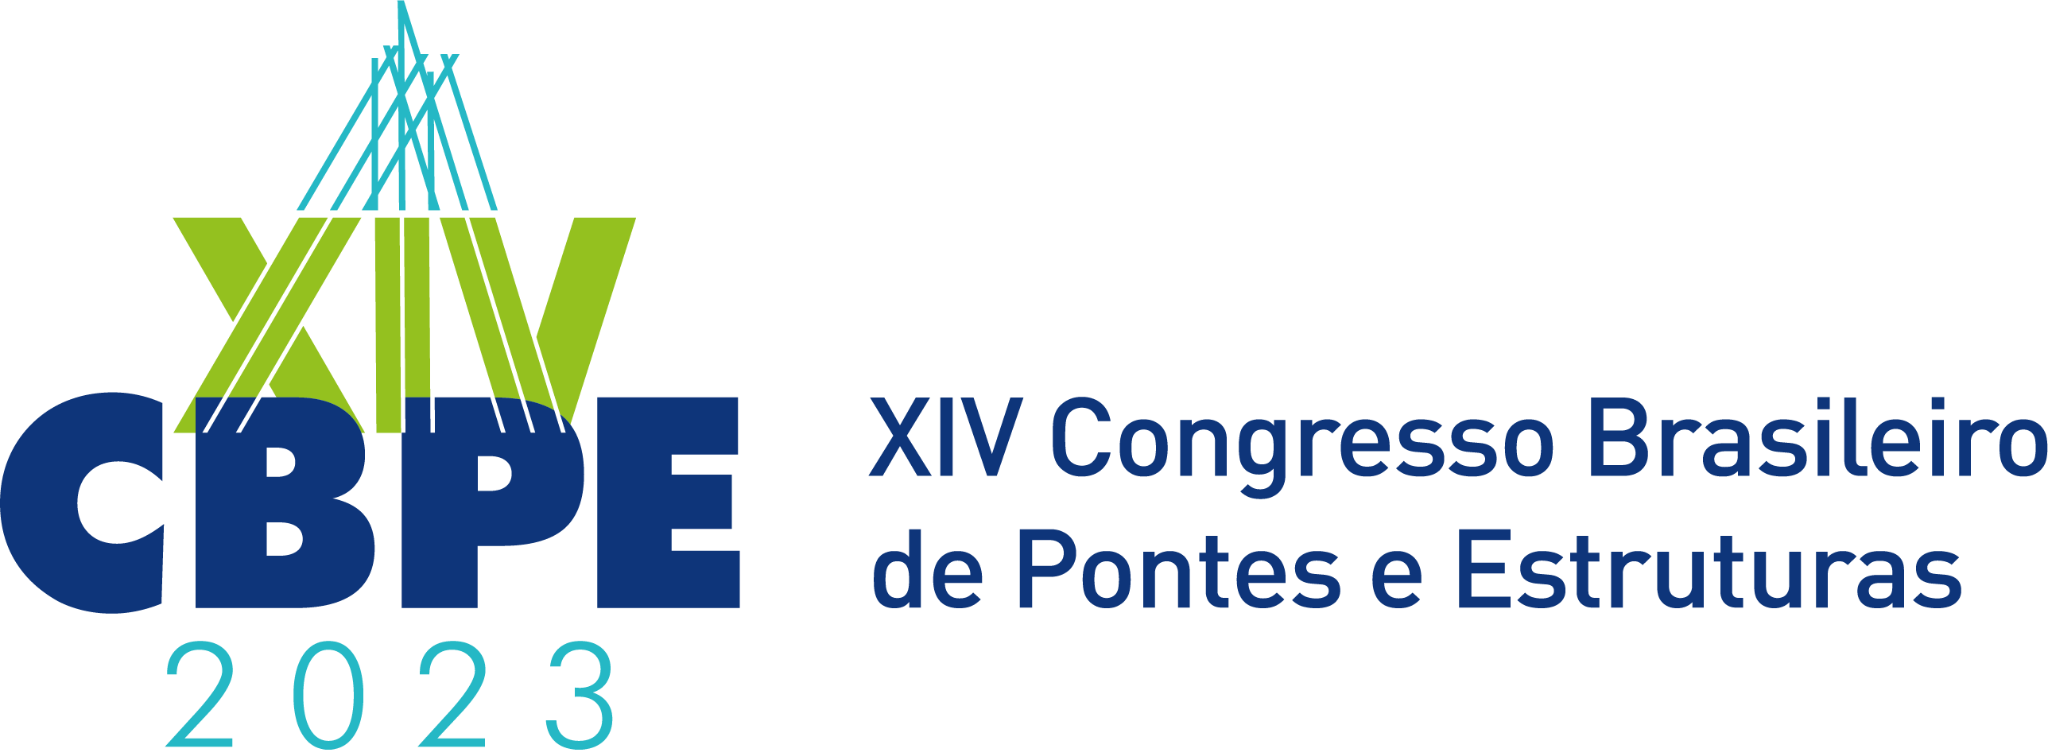 XIV
CBPE
2023
XIV Congresso Brasileiro
de Pontes e Estruturas